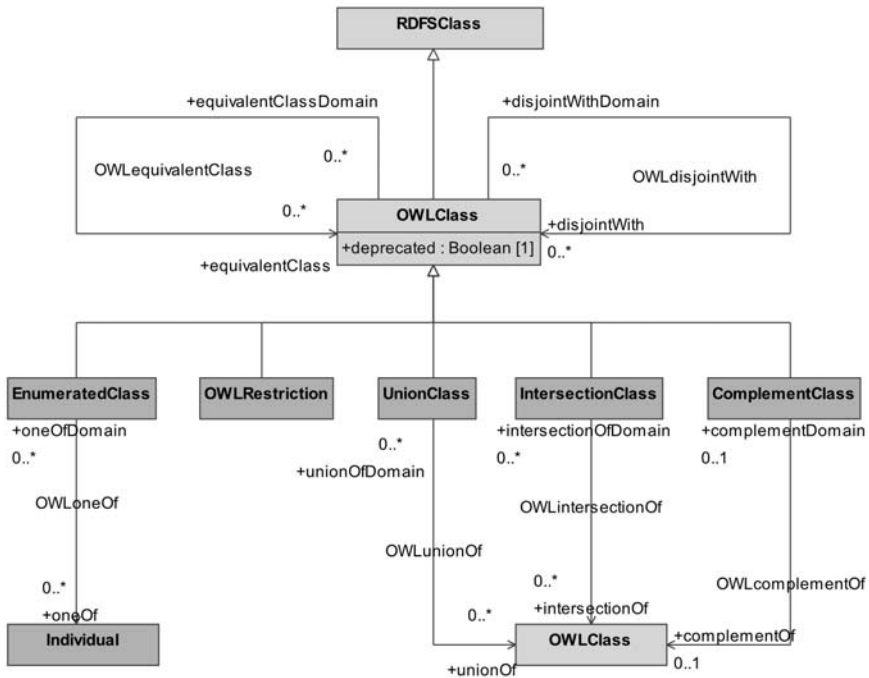 RDFSClass
+equivalentClassDomain
+disjointWithDomain
0..*
0..*
OWLequivalentClass
OWLdisjointWith
0..*
OWLClass
+disjointWith
+deprecated : Boolean [1]
0..*
+equivalentClass
EnumeratedClass
OWLRestriction
UnionClass
IntersectionClass
ComplementClass
+oneOfDomain
0..*
+intersectionOfDomain
+complementDomain
0..*
0..*
0..1
+unionOfDomain
OWLoneOf
OWLintersectionOf
OWLunionOf
OWLcomplementOf
0..*
0..*
+oneOf
0..*
+intersectionOf
Individual
OWLClass
+complementOf
+unionOf
0..1